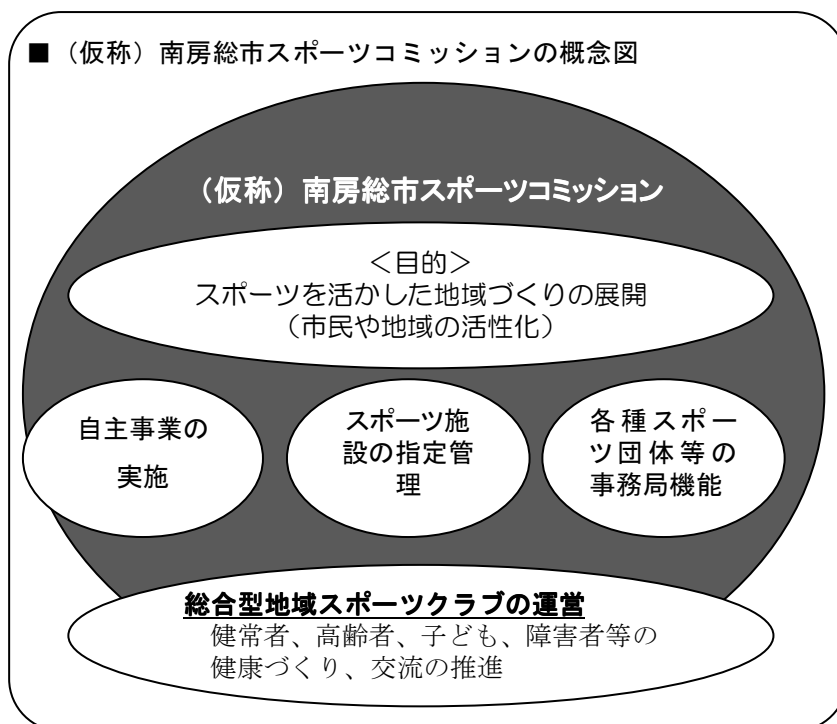 ■（仮称）南房総市スポーツコミッションの概念図
（仮称）南房総市スポーツコミッション
＜目的＞
スポーツを活かした地域づくりの展開
（市民や地域の活性化）
自主事業の
実施
スポーツ施
設の指定管
理
各種スポー
ツ団体等の
事務局機能
総合型地域スポーツクラブの運営
健常者、高齢者、子ども、障害者等の
健康づくり、交流の推進